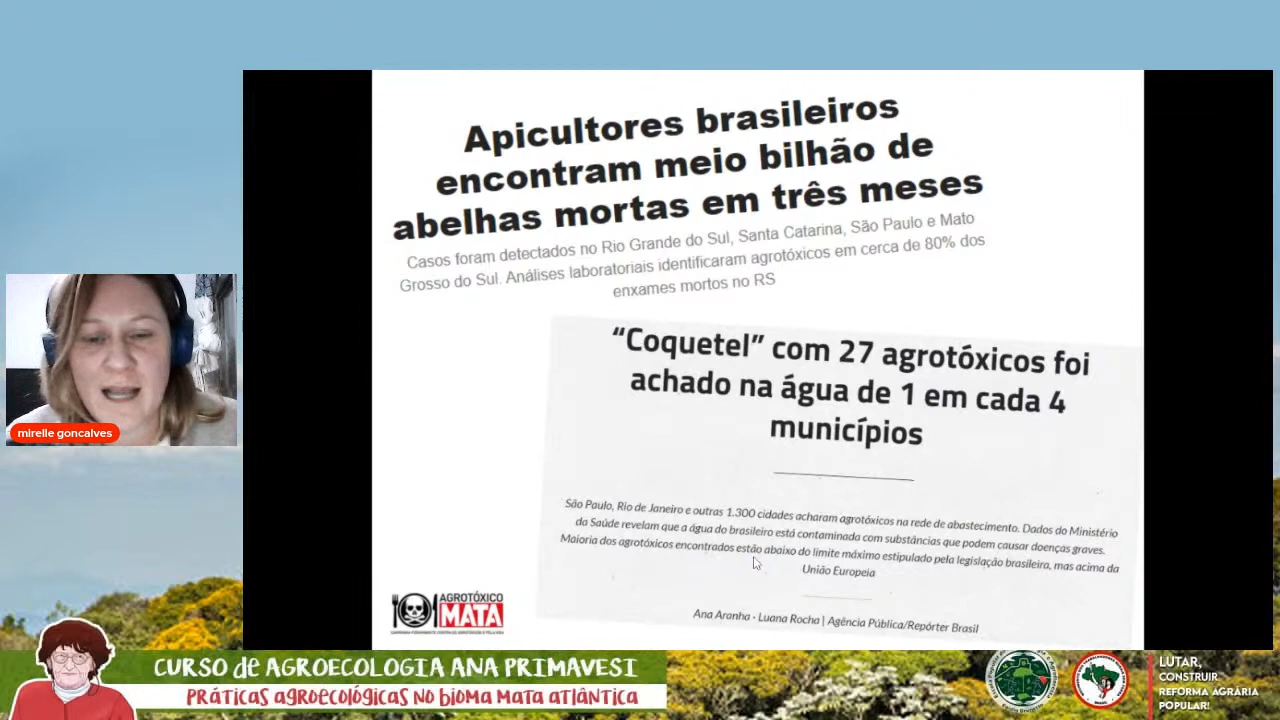 Apicultores brasileiros
encontram meio bilhão de
abelhas mortas em três meses
Casos foram detectados no Rio Grande do Sul, Santa Catarina, São Paulo e Mato
Grosso do Sul. Análises laboratoriais identificaram agrotóxicos em cerca de 80% dos
enxames mortos no RS
“Coquetel” com 27 agrotóxicos foi
achado na água de 1 em cada 4
municípios
São Paulo, Rio de Janeiro e outras 1.300 cidades acharam agrotóxicos na rede de abastecimento. Dados do Ministério
da Saúde revelam que a água do brasileiro está contaminada com substâncias que podem causar doenças graves.
Maioria dos agrotóxicos encontrados estão abaixo do limite máximo estipulado pela legislação brasileira, mas acima da
União Europeia
Ana Aranha - Luana Rocha | Agência Pública/Repórter Brasil
AGROTÓXICO
MATA
mirelle goncalves
CURSO de AGROECOLOGIA ANA PRIMAVESI
PRÁTICAS AGROECOLÓGICAS NO BIOMA MATA ATLÂNTICA
LUTAR,
CONSTRUIR
REFORMA AGRÁRIA
POPULAR!